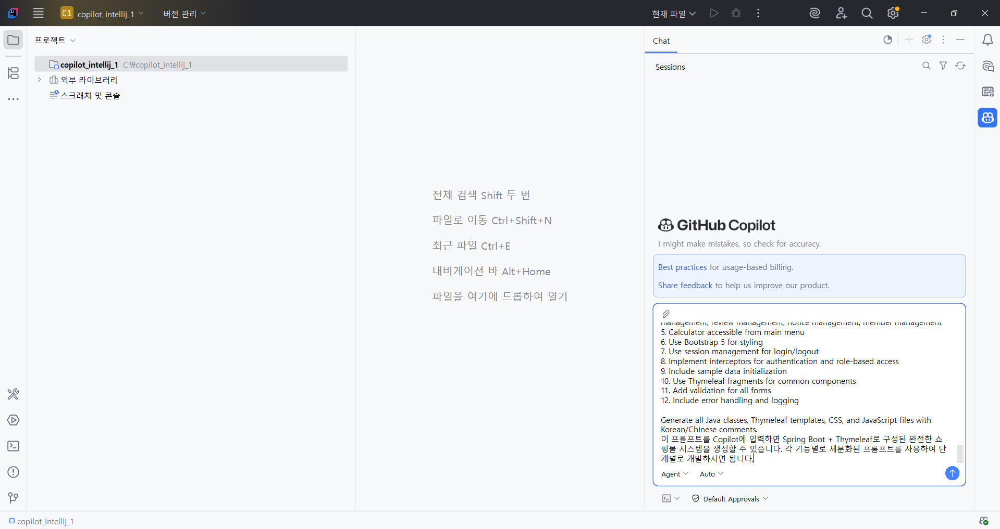 C1 copilot_intellij_1 버전 관리 현재 파일
프로젝트
copilot_intellij_1 C:₩copilot_intellij_1
외부 라이브러리
스크래치 및 콘솔
전체 검색 Shift 두 번
파일로 이동 Ctrl+Shift+N
최근 파일 Ctrl+E
내비게이션 바 Alt+Home
파일을 여기에 드롭하여 열기
Chat
Sessions
GitHub Copilot
I might make mistakes, so check for accuracy.
Best practices for usage-based billing.
Share feedback to help us improve our product.
management, review management, notice management, member management
5. Calculator accessible from main menu
6. Use Bootstrap 5 for styling
7. Use session management for login/logout
8. Implement interceptors for authentication and role-based access
9. Include sample data initialization
10. Use Thymeleaf fragments for common components
11. Add validation for all forms
12. Include error handling and logging
Generate all Java classes, Thymeleaf templates, CSS, and JavaScript files with
Korean/Chinese comments.
이 프롬프트를 Copilot에 입력하면 Spring Boot + Thymeleaf로 구성된 완전한 쇼
핑몰 시스템을 생성할 수 있습니다. 각 기능별로 세분화된 프롬프트를 사용하여 단
계별로 개발하시면 됩니다.
Agent Auto
Default Approvals
copilot_intellij_1